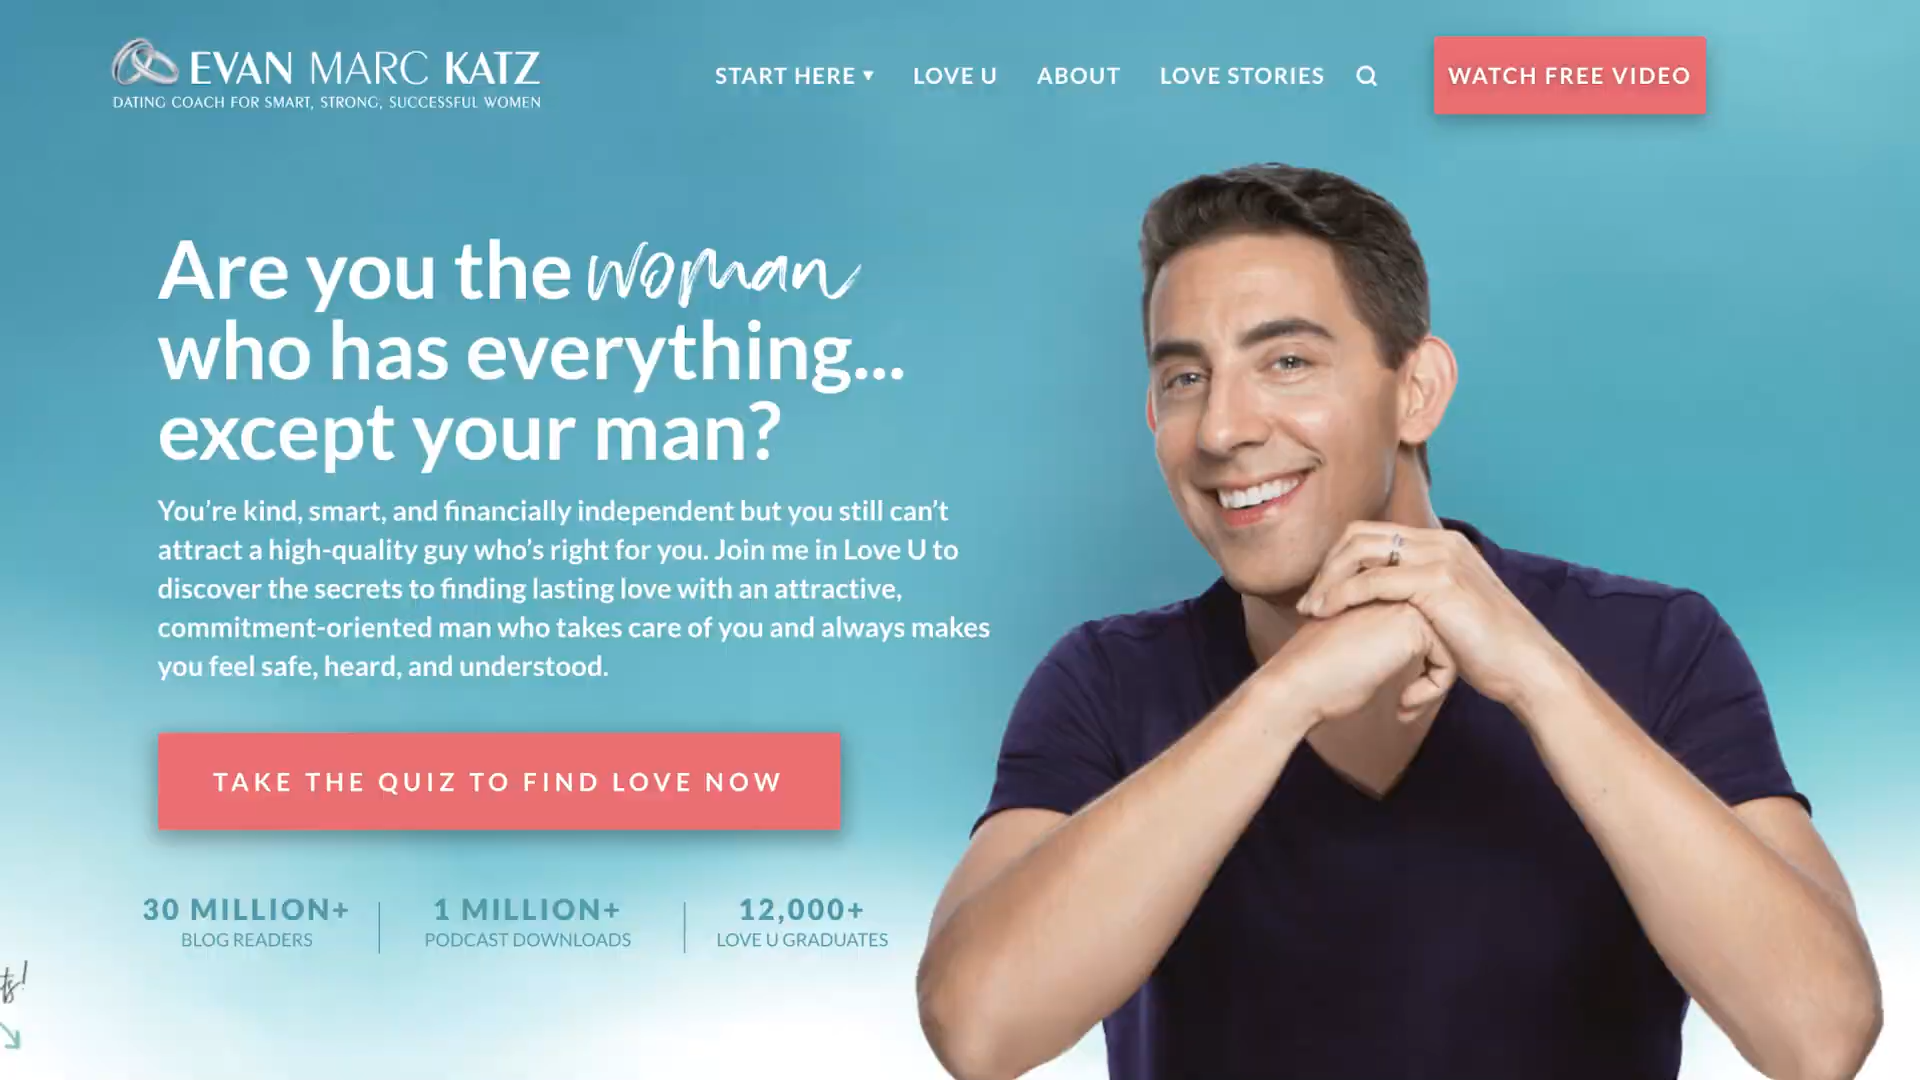 EVAN MARC KATZ
DATING COACH FOR SMART, STRONG, SUCCESSFUL WOMEN
START HERE ▾
LOVE U
ABOUT
LOVE STORIES
WATCH FREE VIDEO
Are you the woman
who has everything...
except your man?
You’re kind, smart, and financially independent but you still can’t
attract a high-quality guy who’s right for you. Join me in Love U to
discover the secrets to finding lasting love with an attractive,
commitment-oriented man who takes care of you and always makes
you feel safe, heard, and understood.
TAKE THE QUIZ TO FIND LOVE NOW
30 MILLION+
BLOG READERS
1 MILLION+
PODCAST DOWNLOADS
12,000+
LOVE U GRADUATES